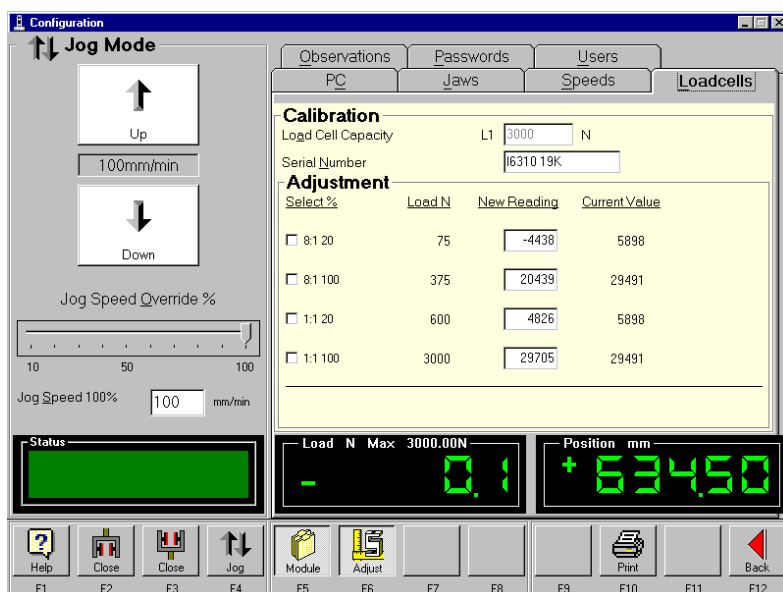 Configuration
Jog Mode
Up
100mm/min
Down
Jog Speed Override %
10 50 100
Jog Speed 100% 100 mm/min
Observations Passwords Users
PC Jaws Speeds Loadcells
Calibration
Load Cell Capacity L1 3000 N
Serial Number I6310 19K
Adjustment
Select % Load N New Reading Current Value
8:1 20 75 -4438 5898
8:1 100 375 20439 29491
1:1 20 600 4826 5898
1:1 100 3000 29705 29491
Status
Load N Max 3000.00N
- 0.1
Position mm
+634.50
Help Close Close Jog Module Adjust Print Back
F1 F2 F3 F4 F5 F6 F7 F8 F9 F10 F11 F12